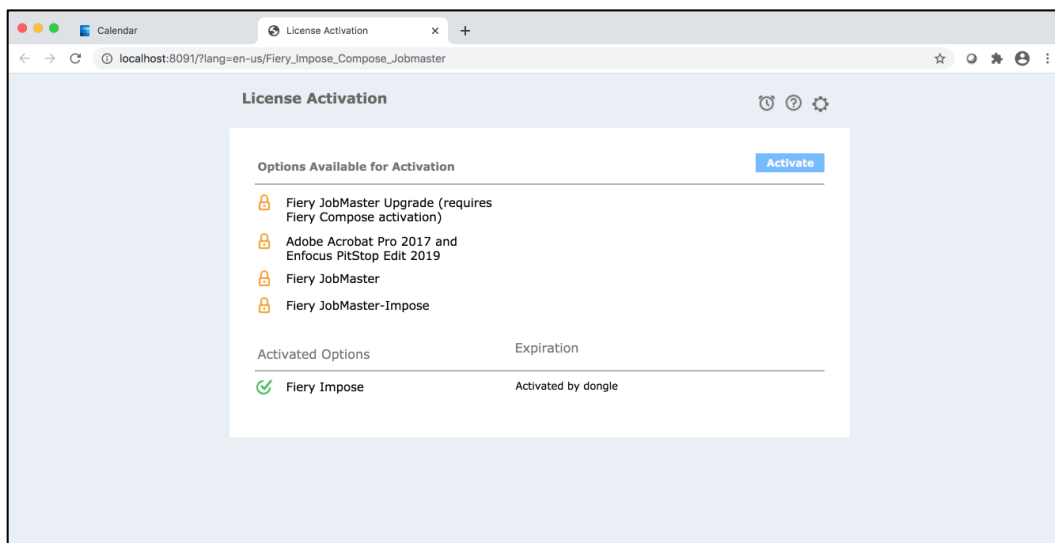 Calendar
License Activation
localhost:8091/?lang=en-us/Fiery_Impose_Compose_Jobmaster
License Activation
Options Available for Activation
Activate
Fiery JobMaster Upgrade (requires
Fiery Compose activation)
Adobe Acrobat Pro 2017 and
Enfocus PitStop Edit 2019
Fiery JobMaster
Fiery JobMaster-Impose
Activated Options
Expiration
Fiery Impose
Activated by dongle